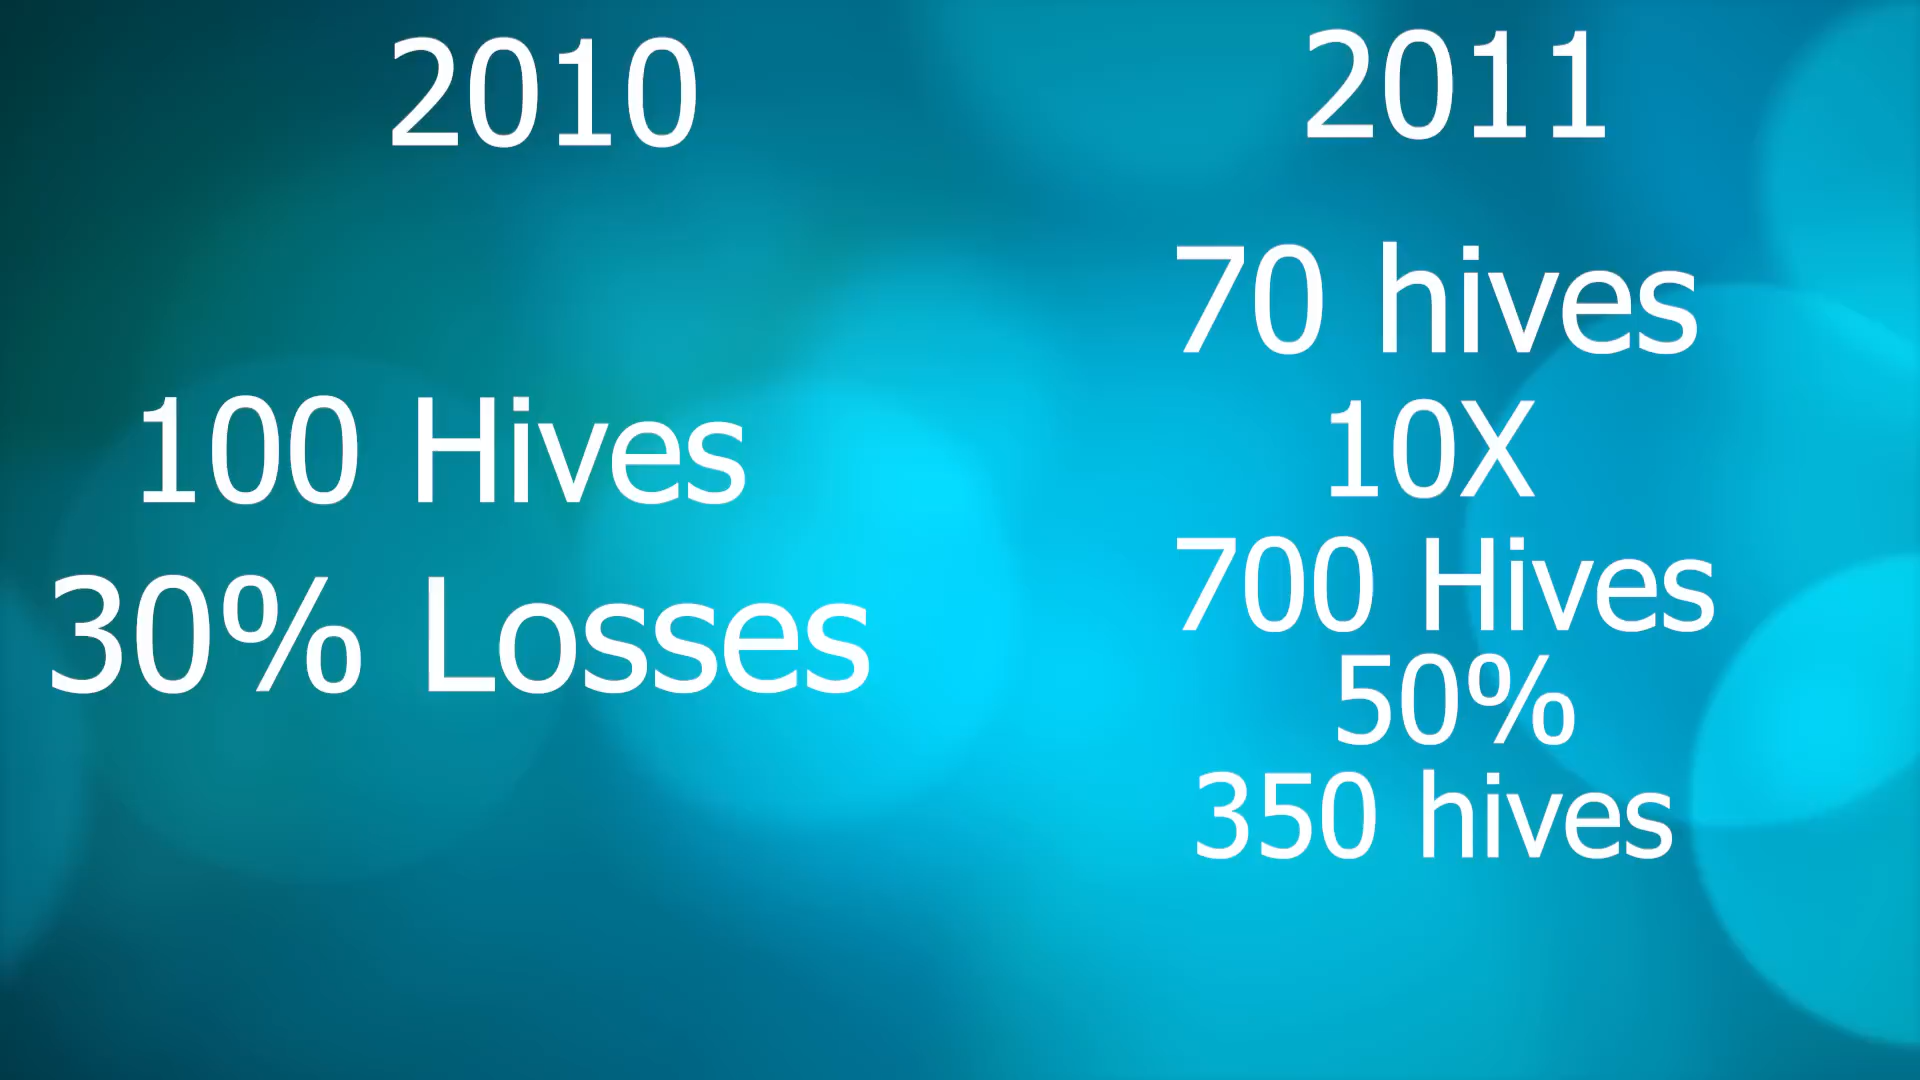 2010
100 Hives
30% Losses
2011
70 hives
10X
700 Hives
50%
350 hives